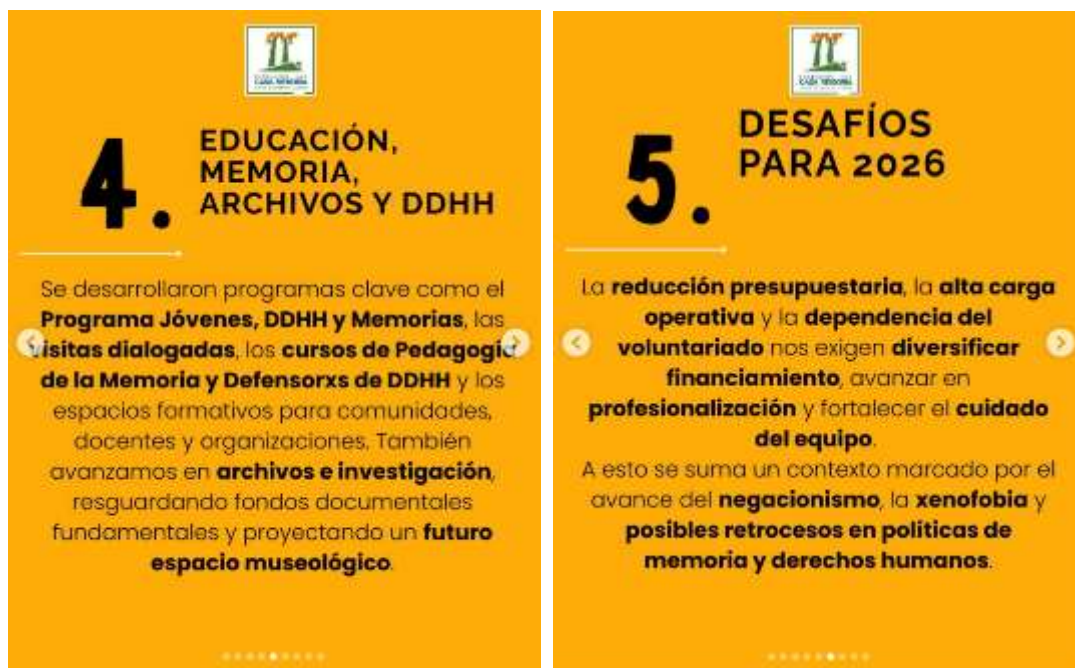 CASA MEMORIA
4.
EDUCACIÓN,
MEMORIA,
ARCHIVOS Y DDHH
Se desarrollaron programas clave como el
Programa Jóvenes, DDHH y Memorias, las
visitas dialogadas, los cursos de Pedagogía
de la Memoria y Defensorxs de DDHH y los
espacios formativos para comunidades,
docentes y organizaciones. También
avanzamos en archivos e investigación,
resguardando fondos documentales
fundamentales y proyectando un futuro
espacio museológico.
CASA MEMORIA
5.
DESAFÍOS
PARA 2026
La reducción presupuestaria, la alta carga
operativa y la dependencia del
voluntariado nos exigen diversificar
financiamiento, avanzar en
profesionalización y fortalecer el cuidado
del equipo.
A esto se suma un contexto marcado por el
avance del negacionismo, la xenofobia y
posibles retrocesos en políticas de
memoria y derechos humanos.